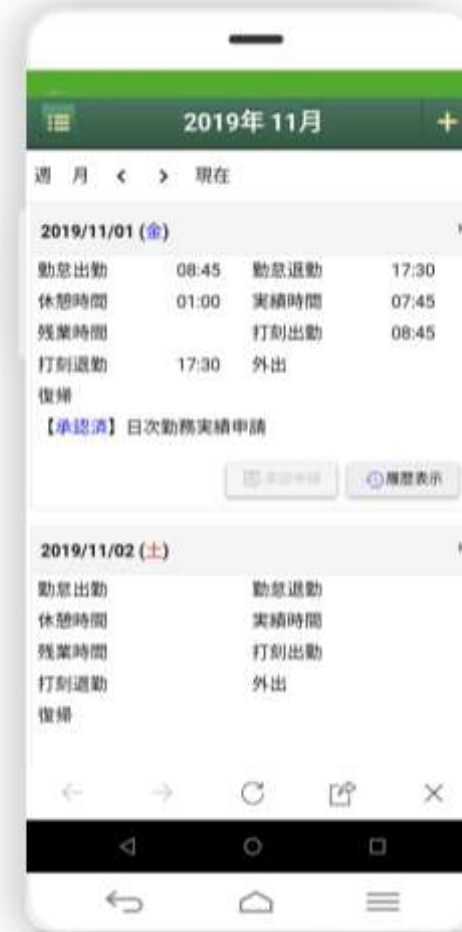 2019年 11月 +
週 月 < > 現在
2019/11/01 (金)
勤怠出勤 08:45 勤怠退勤 17:30
休憩時間 01:00 実績時間 07:45
残業時間 打刻出勤 08:45
打刻退勤 17:30 外出
復帰
【承認済】日次勤務実績申請
履歴表示
2019/11/02 (土)
勤怠出勤 勤怠退勤
休憩時間 実績時間
残業時間 打刻出勤
打刻退勤 外出
復帰